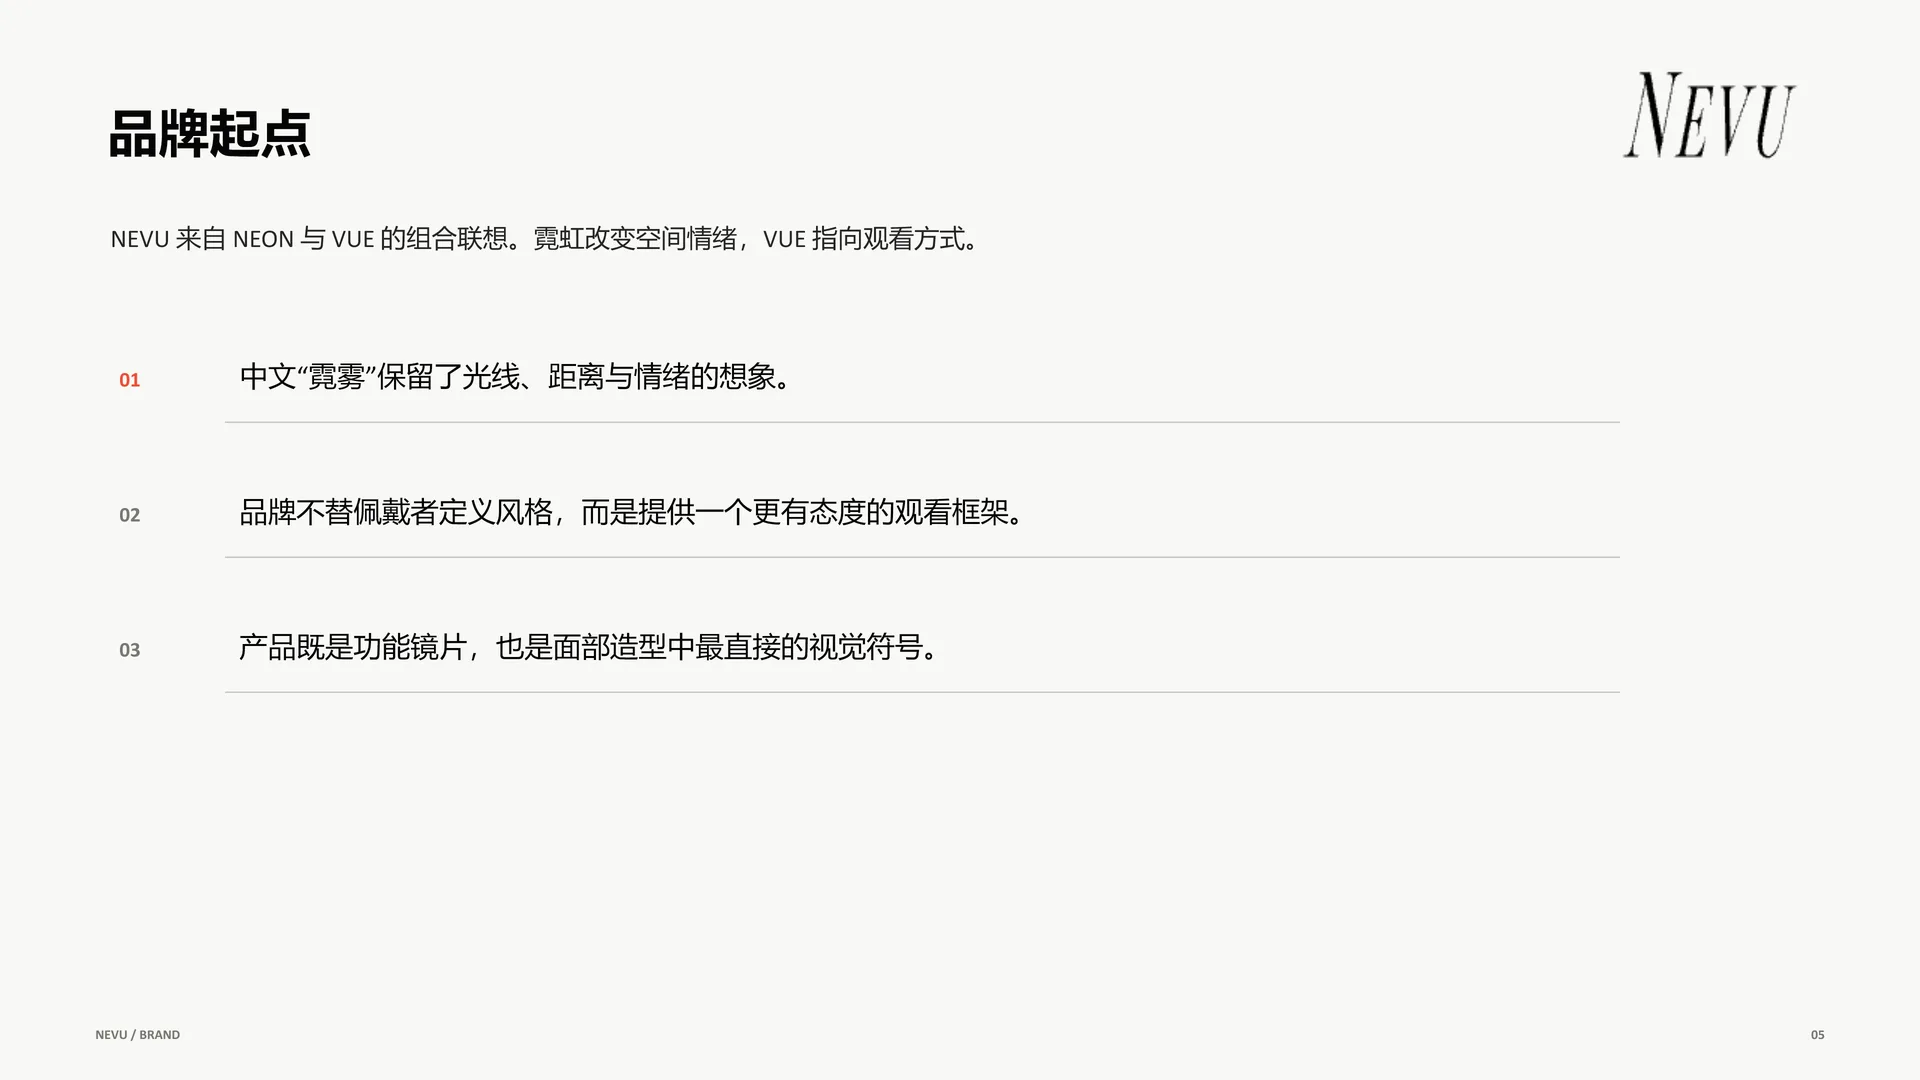 品牌起点
NEVU
NEVU 来自 NEON 与 VUE 的组合联想。霓虹改变空间情绪，VUE 指向观看方式。
01 中文“霓雾”保留了光线、距离与情绪的想象。
02 品牌不替佩戴者定义风格，而是提供一个更有态度的观看框架。
03 产品既是功能镜片，也是面部造型中最直接的视觉符号。
NEVU / BRAND
05